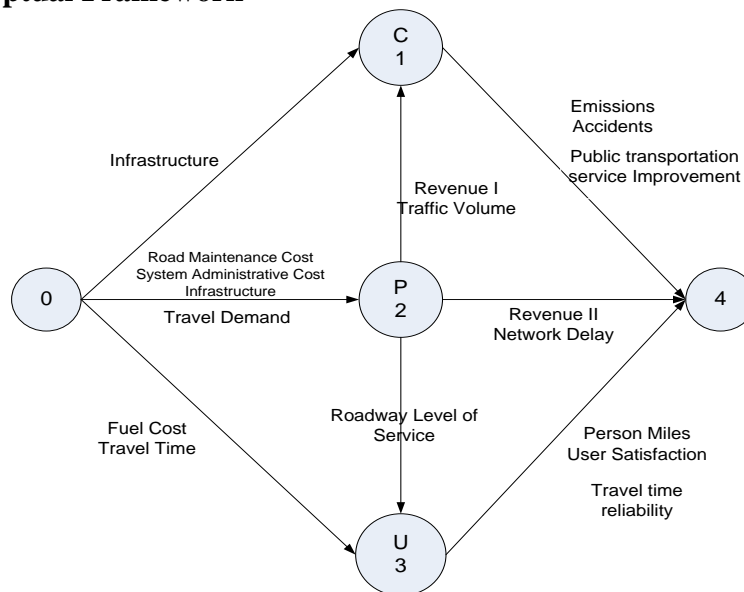 C
1
Emissions
Accidents
Public transportation
service Improvement
Infrastructure
Revenue I
Traffic Volume
Road Maintenance Cost
System Administrative Cost
Infrastructure
Travel Demand
0
P
2
4
Revenue II
Network Delay
Fuel Cost
Travel Time
Roadway Level of
Service
Person Miles
User Satisfaction
Travel time
reliability
U
3